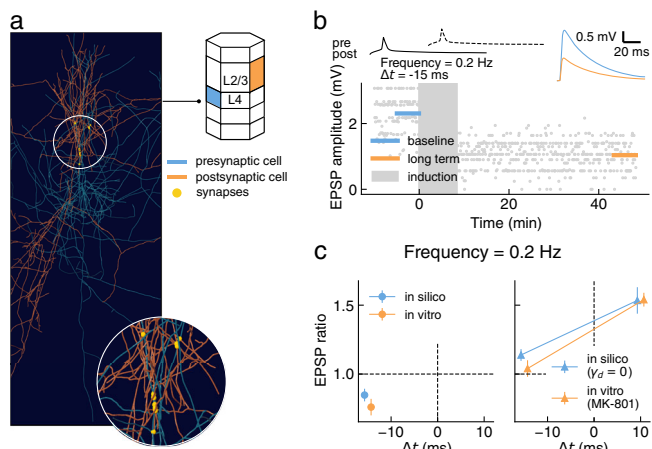 a
L2/3
L4
presynaptic cell
postsynaptic cell
synapses
b
pre
post
Frequency = 0.2 Hz
Δt = -15 ms
0.5 mV
20 ms
EPSP amplitude (mV)
2
0
baseline
long term
induction
0
20
40
Time (min)
c
Frequency = 0.2 Hz
EPSP ratio
1.5
1.0
in silico
in vitro
−10
0
10
Δt (ms)
in silico
(γd = 0)
in vitro
(MK-801)
−10
0
10
Δt (ms)